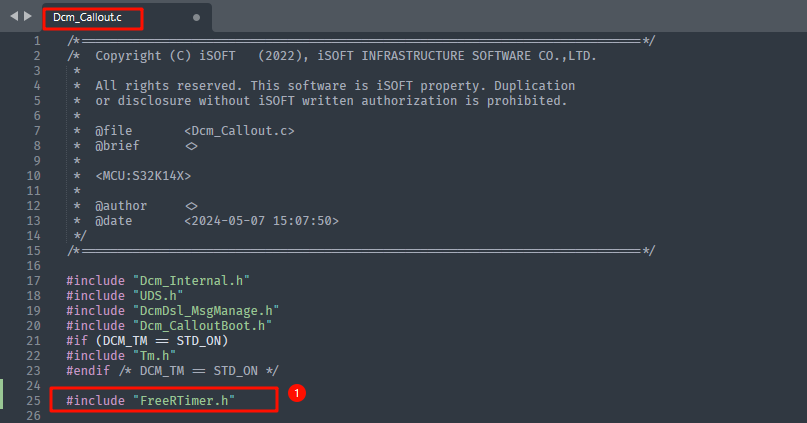 Dcm_Callout.c
1 /*=======================================================================*/
2 /*  Copyright (C) iSOFT   (2022), iSOFT INFRASTRUCTURE SOFTWARE CO.,LTD.
3 *
4 *  All rights reserved. This software is iSOFT property. Duplication
5 *  or disclosure without iSOFT written authorization is prohibited.
6 *
7 *  @file       <Dcm_Callout.c>
8 *  @brief      <>
9 *
10 *  <MCU:S32K14X>
11 *
12 *  @author     <>
13 *  @date       <2024-05-07 15:07:50>
14 */
15 /*=======================================================================*/
16
17 #include "Dcm_Internal.h"
18 #include "UDS.h"
19 #include "DcmDsl_MsgManage.h"
20 #include "Dcm_CalloutBoot.h"
21 #if (DCM_TM == STD_ON)
22 #include "Tm.h"
23 #endif /* DCM_TM == STD_ON */
24
25 #include "FreeRTimer.h" 1
26